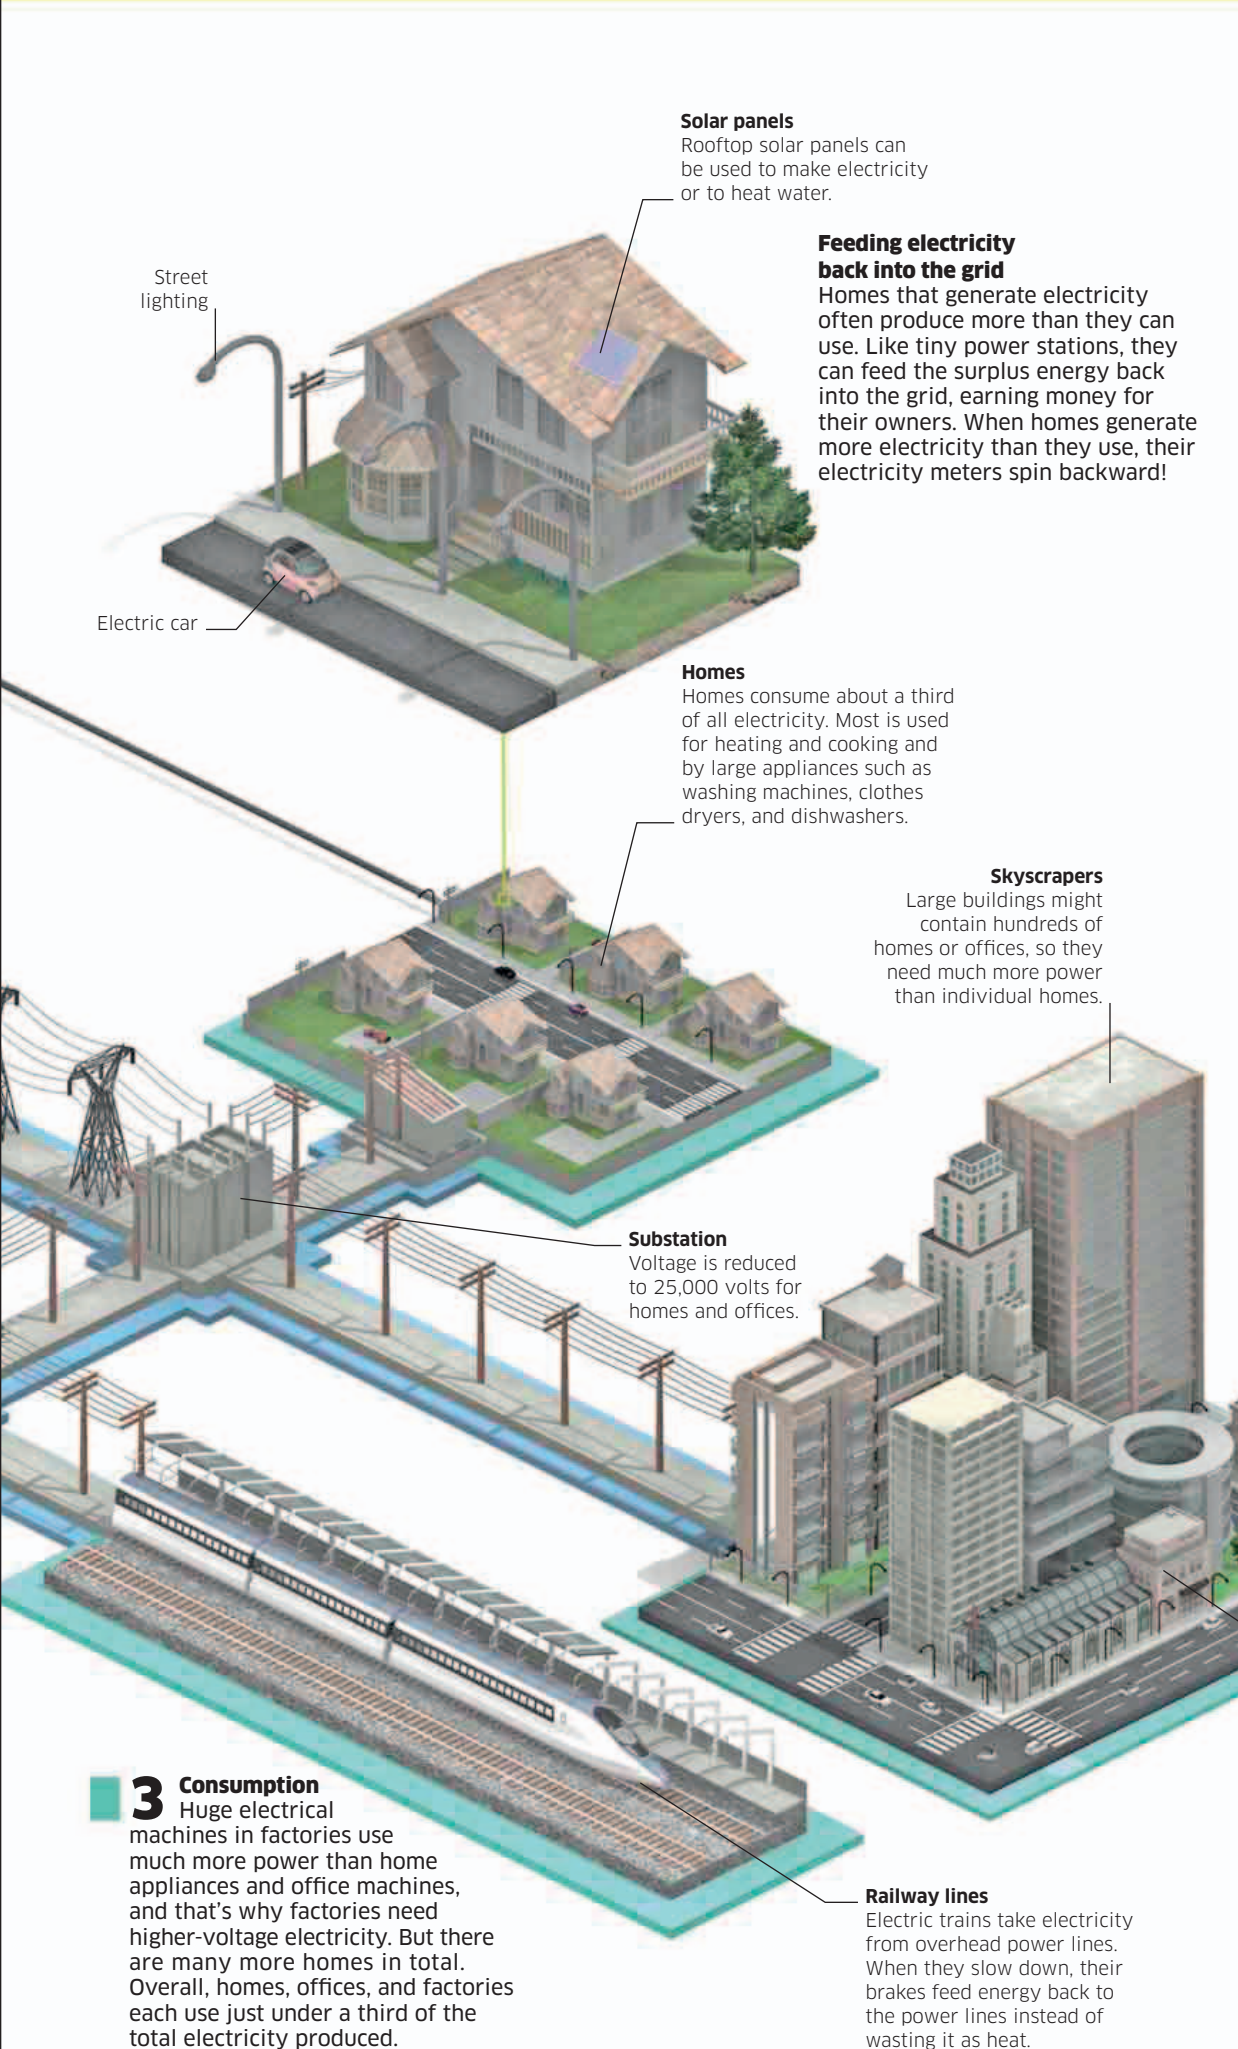 Solar panels
Rooftop solar panels can
be used to make electricity
or to heat water.
Feeding electricity
back into the grid
Homes that generate electricity
often produce more than they can
use. Like tiny power stations, they
can feed the surplus energy back
into the grid, earning money for
their owners. When homes generate
more electricity than they use, their
electricity meters spin backward!
Street
lighting
Electric car
Homes
Homes consume about a third
of all electricity. Most is used
for heating and cooking and
by large appliances such as
washing machines, clothes
dryers, and dishwashers.
Skyscrapers
Large buildings might
contain hundreds of
homes or offices, so they
need much more power
than individual homes.
Substation
Voltage is reduced
to 25,000 volts for
homes and offices.
3 Consumption
Huge electrical
machines in factories use
much more power than home
appliances and office machines,
and that's why factories need
higher-voltage electricity. But there
are many more homes in total.
Overall, homes, offices, and factories
each use just under a third of the
total electricity produced.
Railway lines
Electric trains take electricity
from overhead power lines.
When they slow down, their
brakes feed energy back to
the power lines instead of
wasting it as heat.